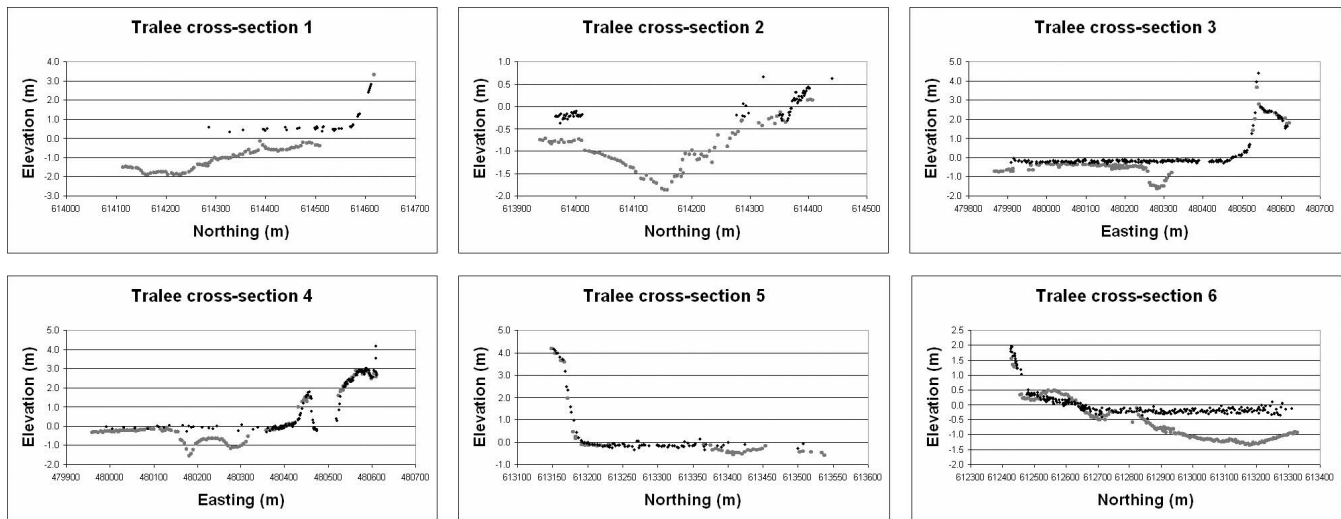 Tralee cross-section 1
Elevation (m)
4.0
3.0
2.0
1.0
0.0
-1.0
-2.0
-3.0
614000 614100 614200 614300 614400 614500 614600 614700
Northing (m)
Tralee cross-section 2
Elevation (m)
1.0
0.5
0.0
-0.5
-1.0
-1.5
-2.0
613900 614000 614100 614200 614300 614400 614500
Northing (m)
Tralee cross-section 3
Elevation (m)
5.0
4.0
3.0
2.0
1.0
0.0
-1.0
-2.0
479800 479900 480000 480100 480200 480300 480400 480500 480600 480700
Easting (m)
Tralee cross-section 4
Elevation (m)
5.0
4.0
3.0
2.0
1.0
0.0
-1.0
-2.0
479900 480000 480100 480200 480300 480400 480500 480600 480700
Easting (m)
Tralee cross-section 5
Elevation (m)
5.0
4.0
3.0
2.0
1.0
0.0
-1.0
613100 613150 613200 613250 613300 613350 613400 613450 613500 613550 613600
Northing (m)
Tralee cross-section 6
Elevation (m)
2.5
2.0
1.5
1.0
0.5
0.0
-0.5
-1.0
-1.5
-2.0
612300 612400 612500 612600 612700 612800 612900 613000 613100 613200 613300 613400
Northing (m)